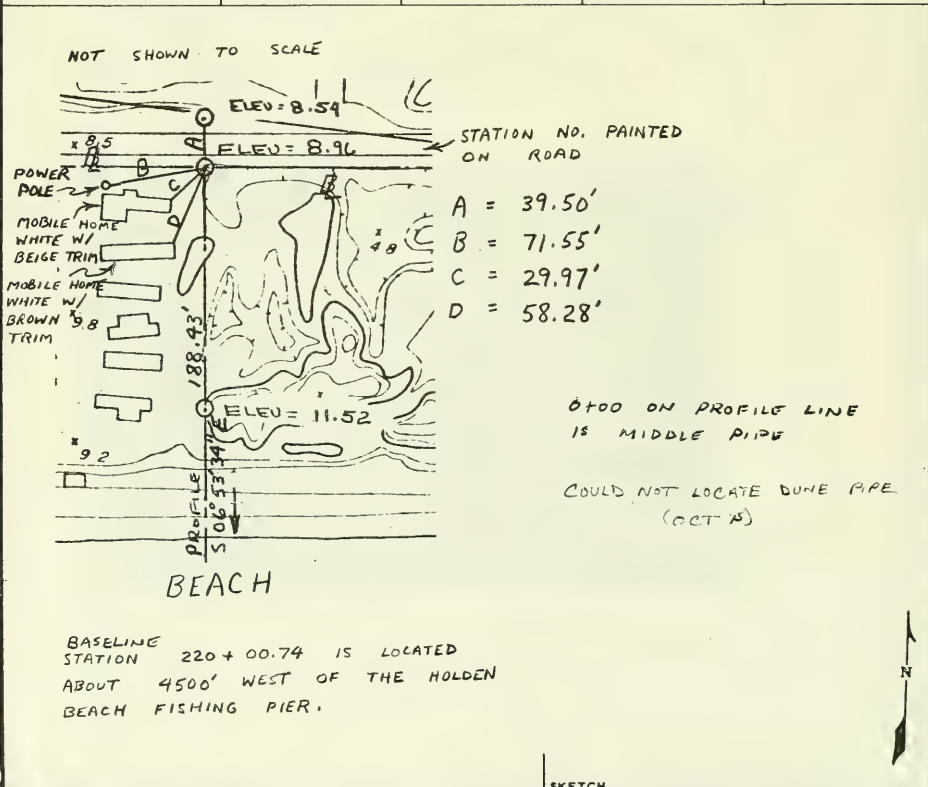 NOT SHOWN TO SCALE
ELEV = 8.54
A
ELEV = 8.96
STATION NO. PAINTED
ON ROAD
x 8.5
B
POWER
POLE
C
D
MOBILE HOME
WHITE W/
BEIGE TRIM
MOBILE HOME
WHITE W/
BROWN
TRIM
x 9.8
x
4 8
188.43'
A = 39.50'
B = 71.55'
C = 29.97'
D = 58.28'
ELEV = 11.52
x
9 2
PROFILE
S 06° 53' 34" E
0+00 ON PROFILE LINE
IS MIDDLE PIPE
COULD NOT LOCATE DUNE PIPE
BEACH
BASELINE
STATION 220 + 00.74 IS LOCATED
ABOUT 4500' WEST OF THE HOLDEN
BEACH FISHING PIER.
N
SKETCH